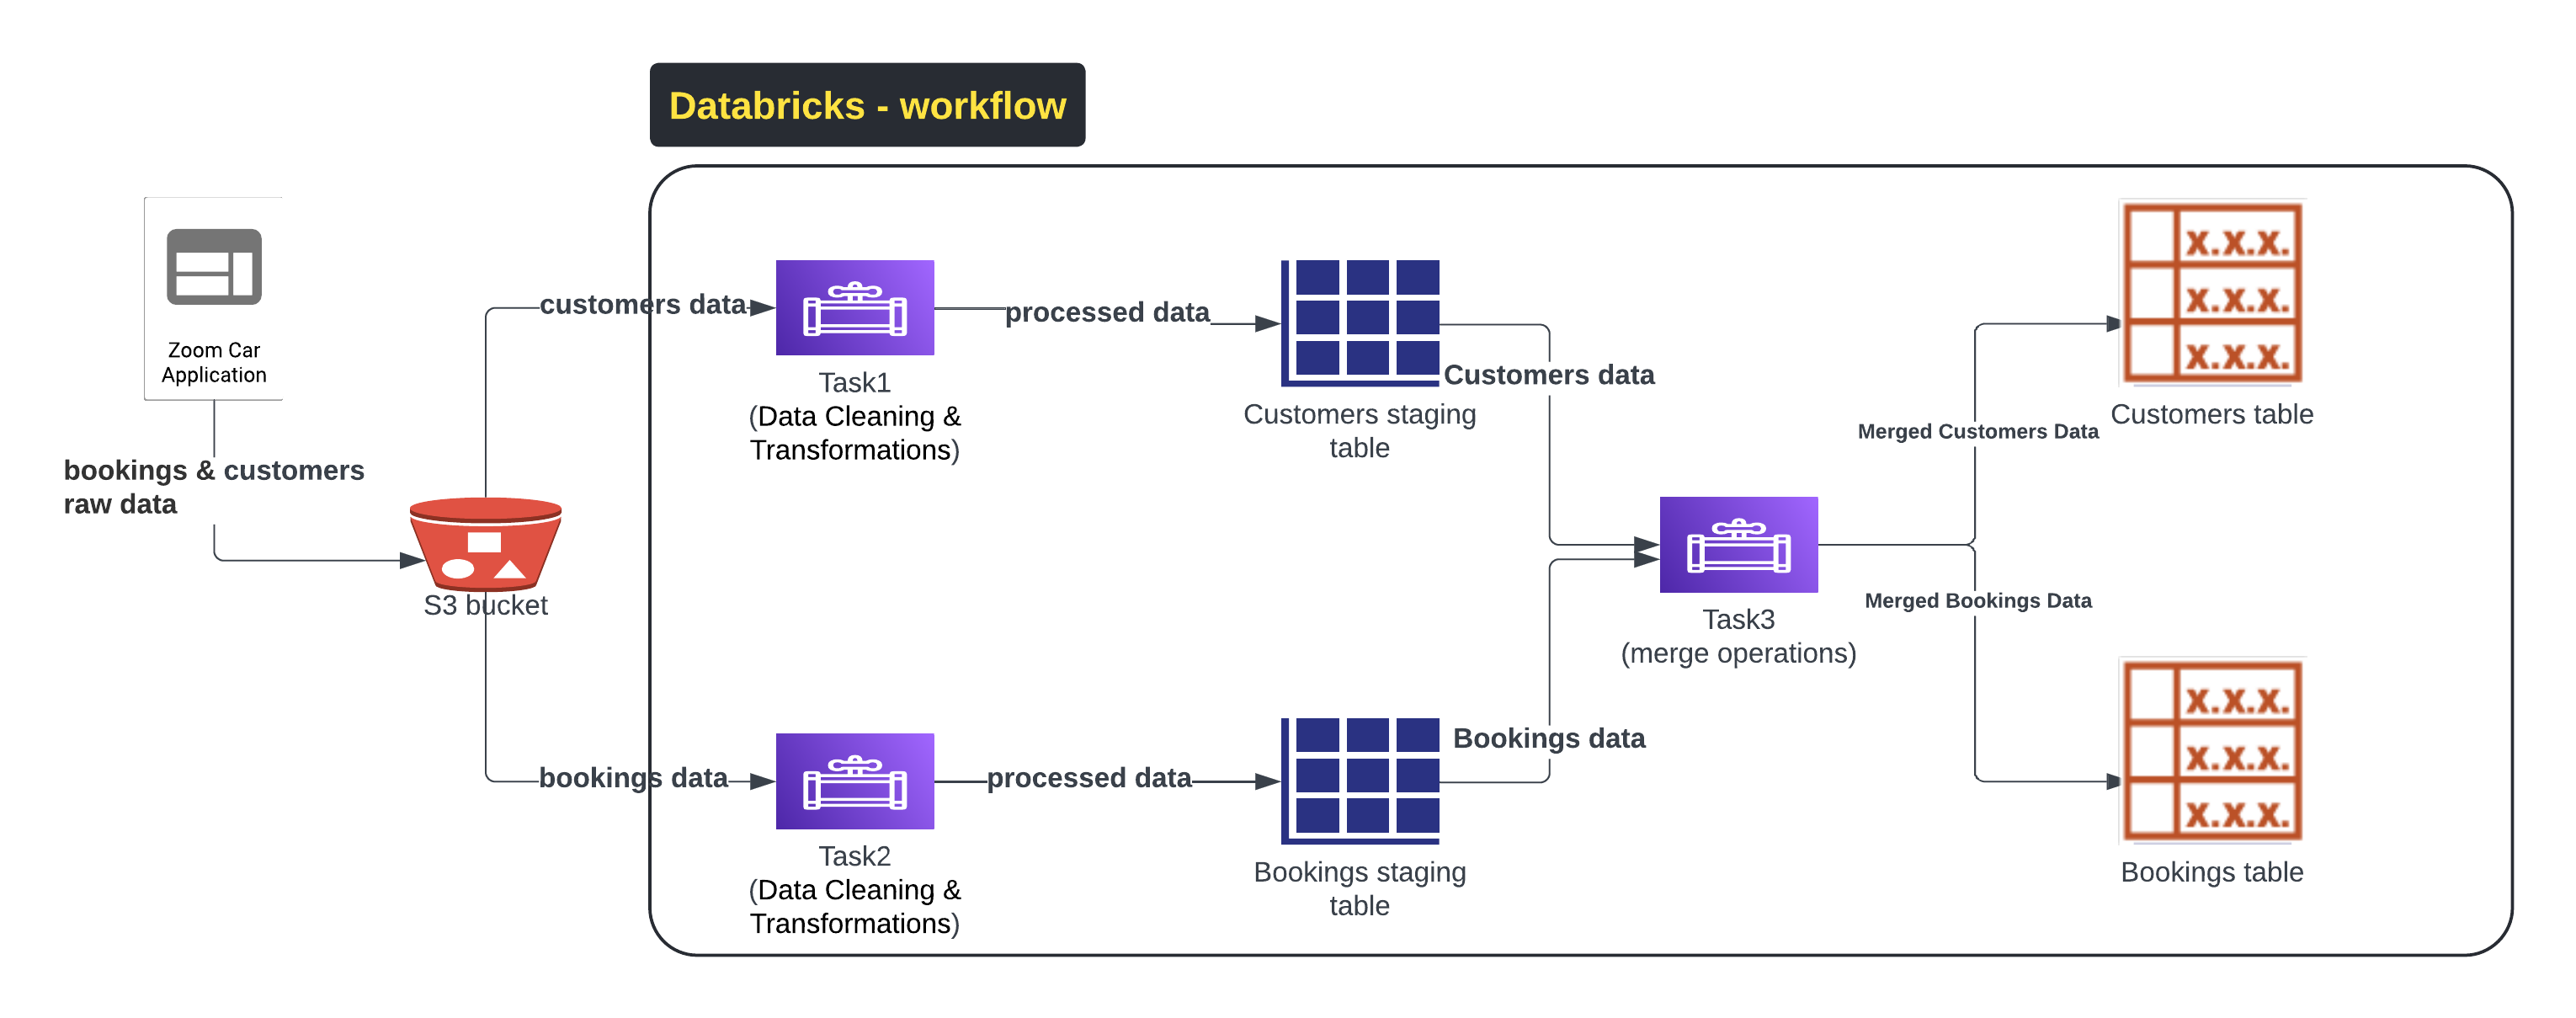 Databricks - workflow
Zoom Car
Application
bookings & customers
raw data
S3 bucket
customers data
Task1
(Data Cleaning &
Transformations)
processed data
Customers staging
table
Customers data
bookings data
Task2
(Data Cleaning &
Transformations)
processed data
Bookings staging
table
Bookings data
Task3
(merge operations)
Merged Customers Data
Merged Bookings Data
x.x.x.
x.x.x.
x.x.x.
Customers table
x.x.x.
x.x.x.
x.x.x.
Bookings table